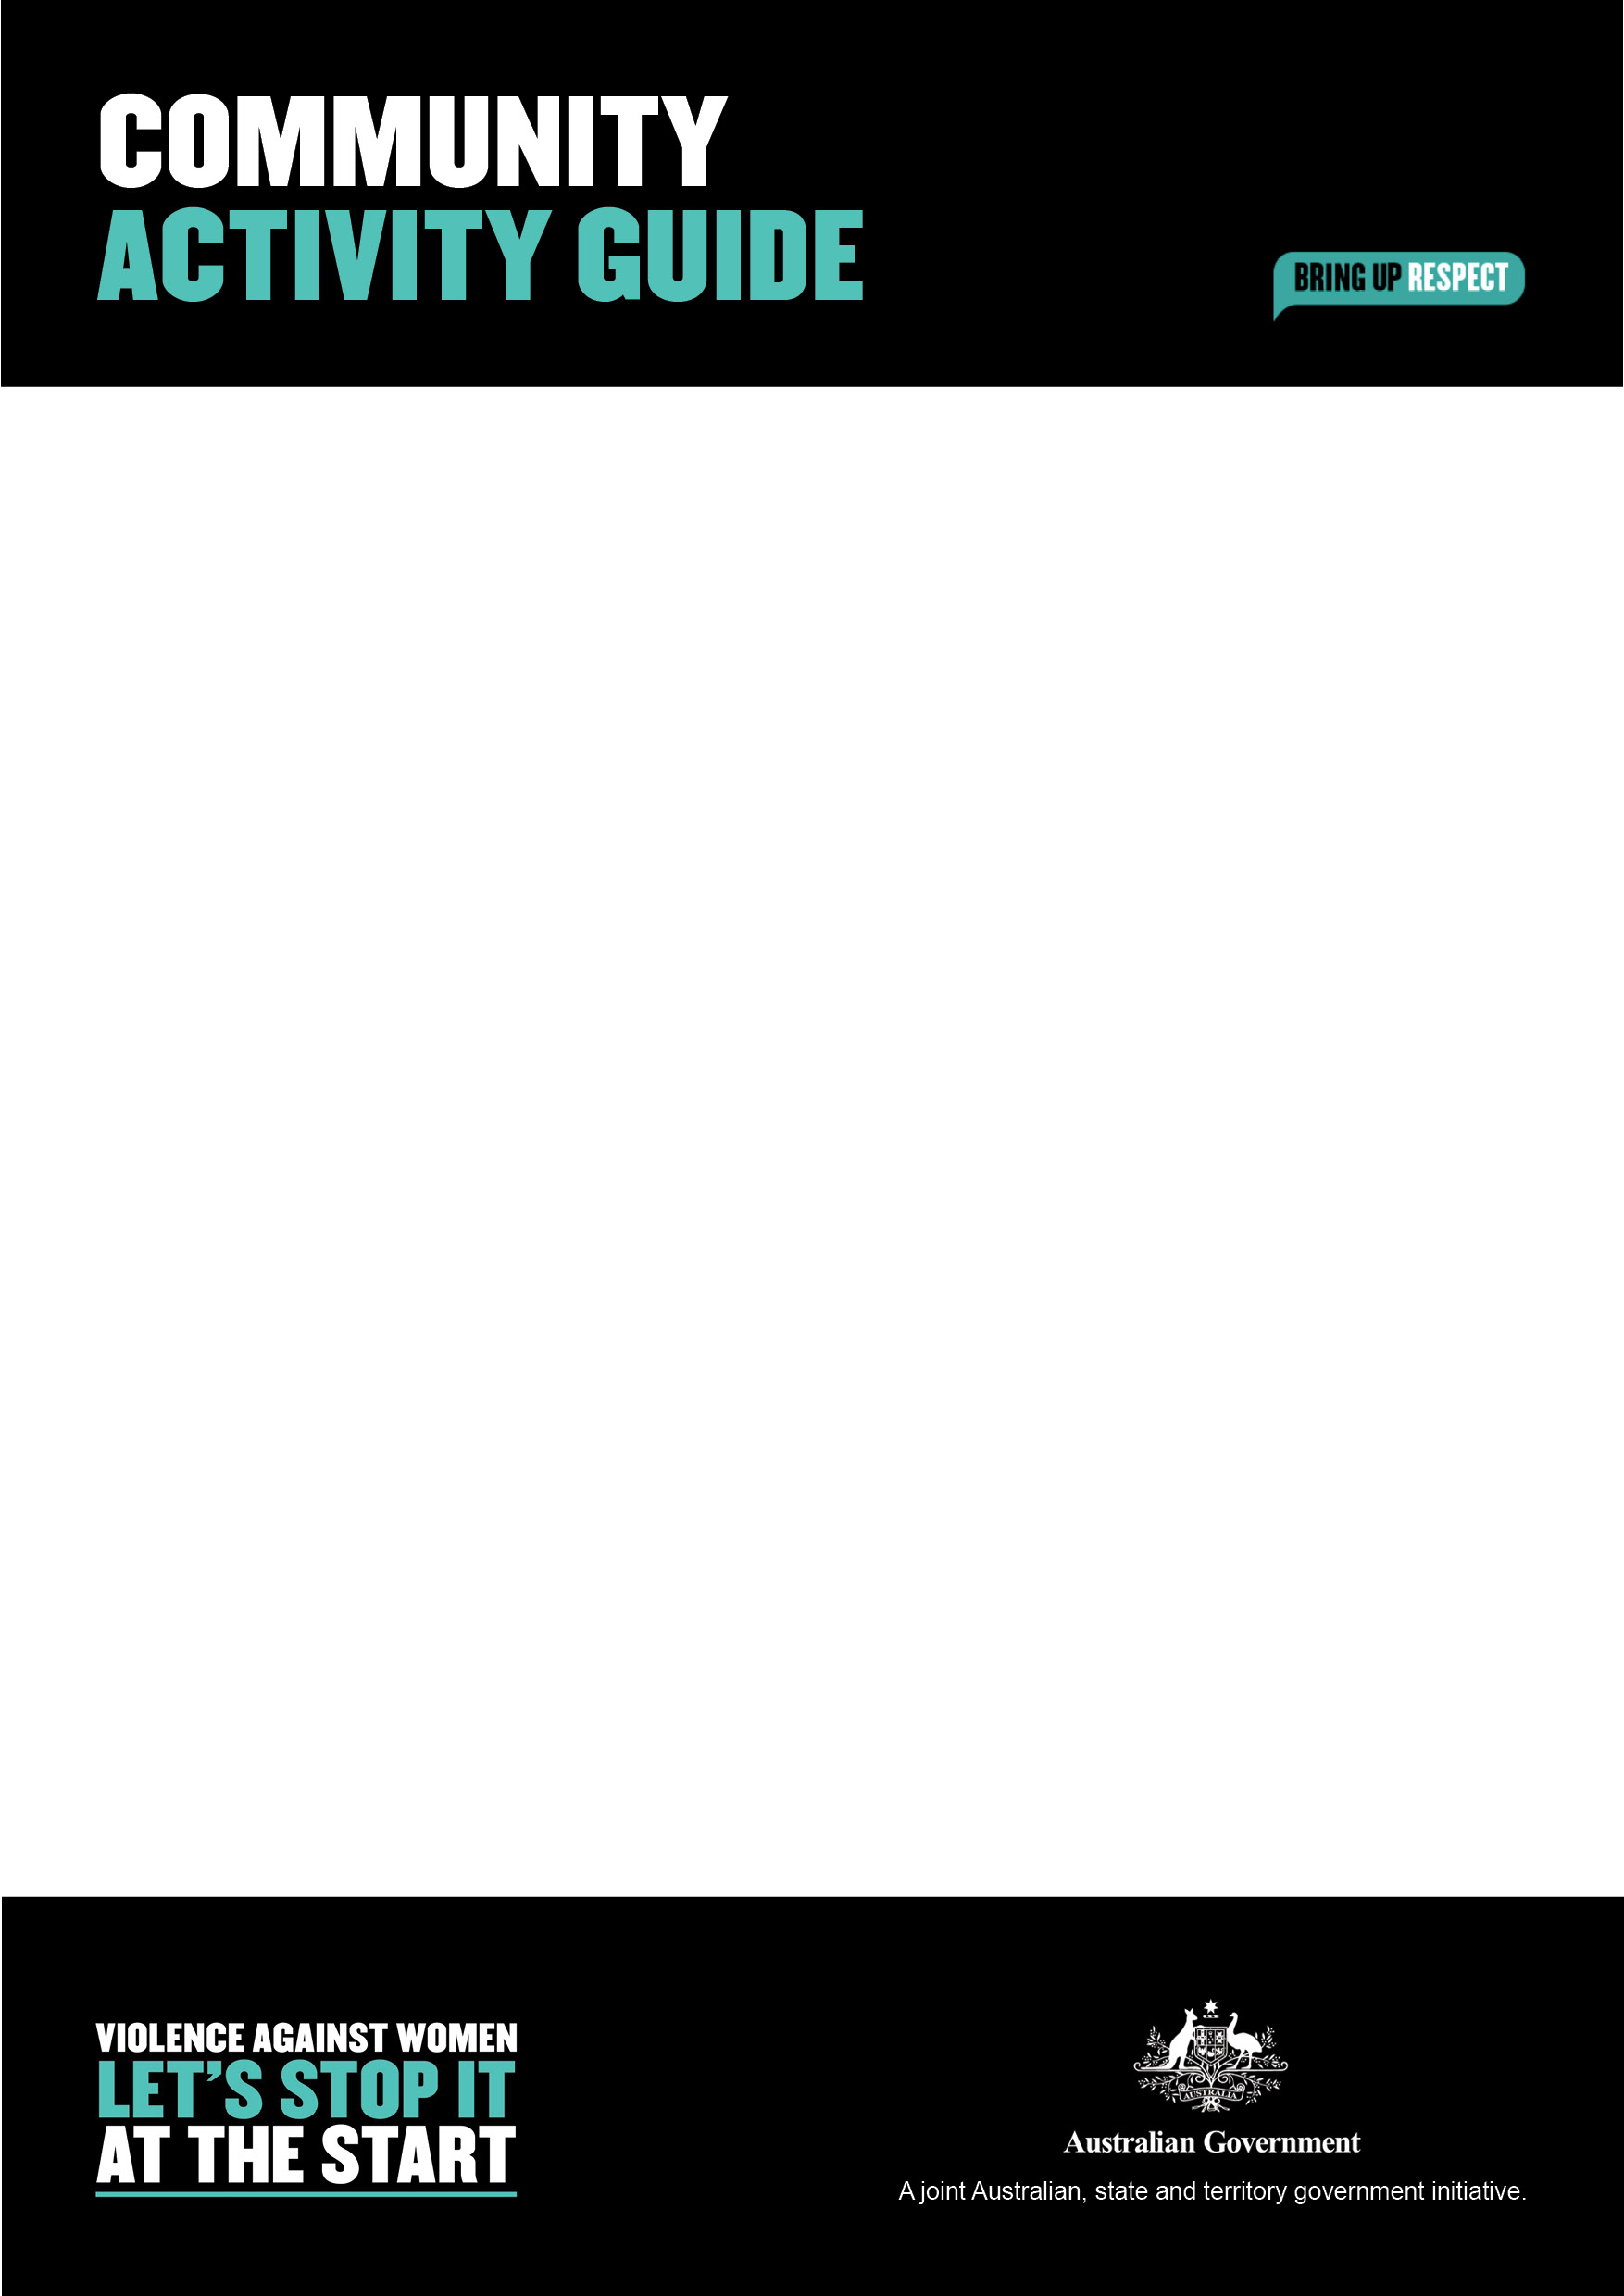 COMMUNITY
ACTIVITY GUIDE
BRING UP RESPECT
VIOLENCE AGAINST WOMEN
LET'S STOP IT
AT THE START
AUSTRALIA
Australian Government
A joint Australian, state and territory government initiative.